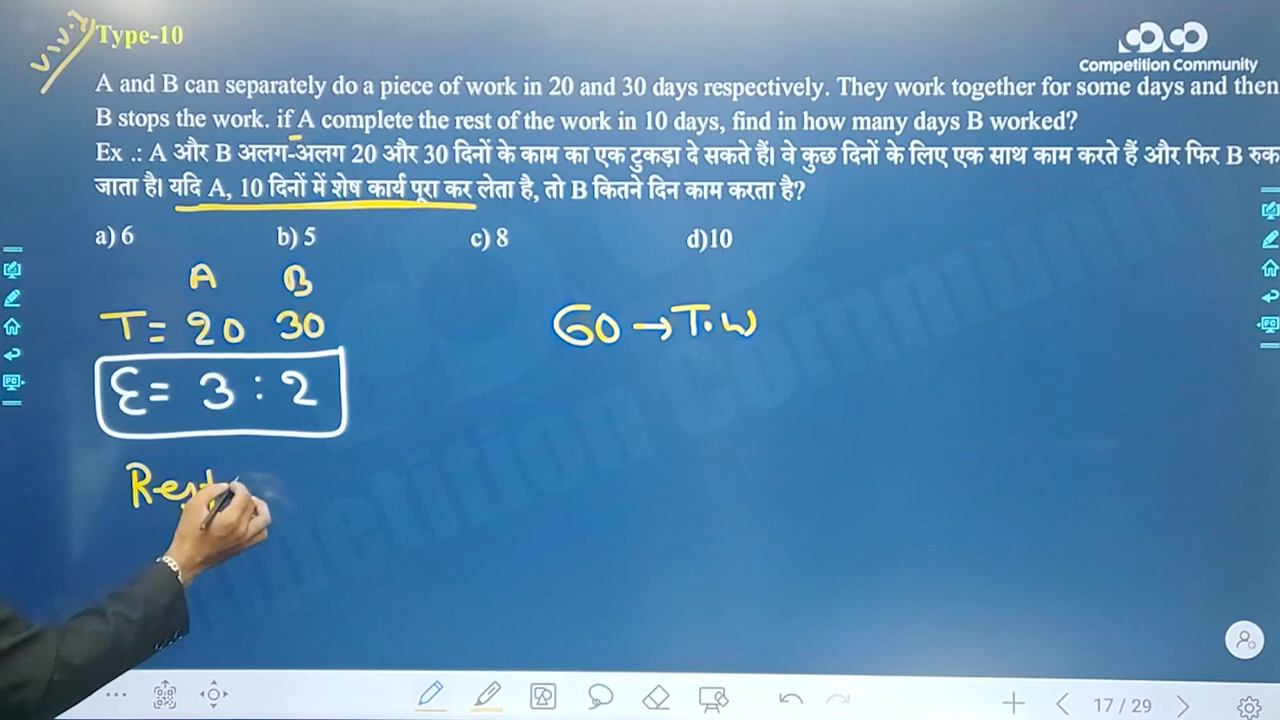 V.V.I
Type-10
Competition Community
A and B can separately do a piece of work in 20 and 30 days respectively. They work together for some days and then
B stops the work. if A complete the rest of the work in 10 days, find in how many days B worked?
Ex .: A और B अलग-अलग 20 और 30 दिनों के काम का एक टुकड़ा दे सकते हैं। वे कुछ दिनों के लिए एक साथ काम करते हैं और फिर B रुक
जाता है। यदि A, 10 दिनों में शेष कार्य पूरा कर लेता है, तो B कितने दिन काम करता है?
a) 6 b) 5 c) 8 d)10
A B
T = 20 30 60 → T.W
E = 3 : 2
Rest
Competition Community
17 / 29